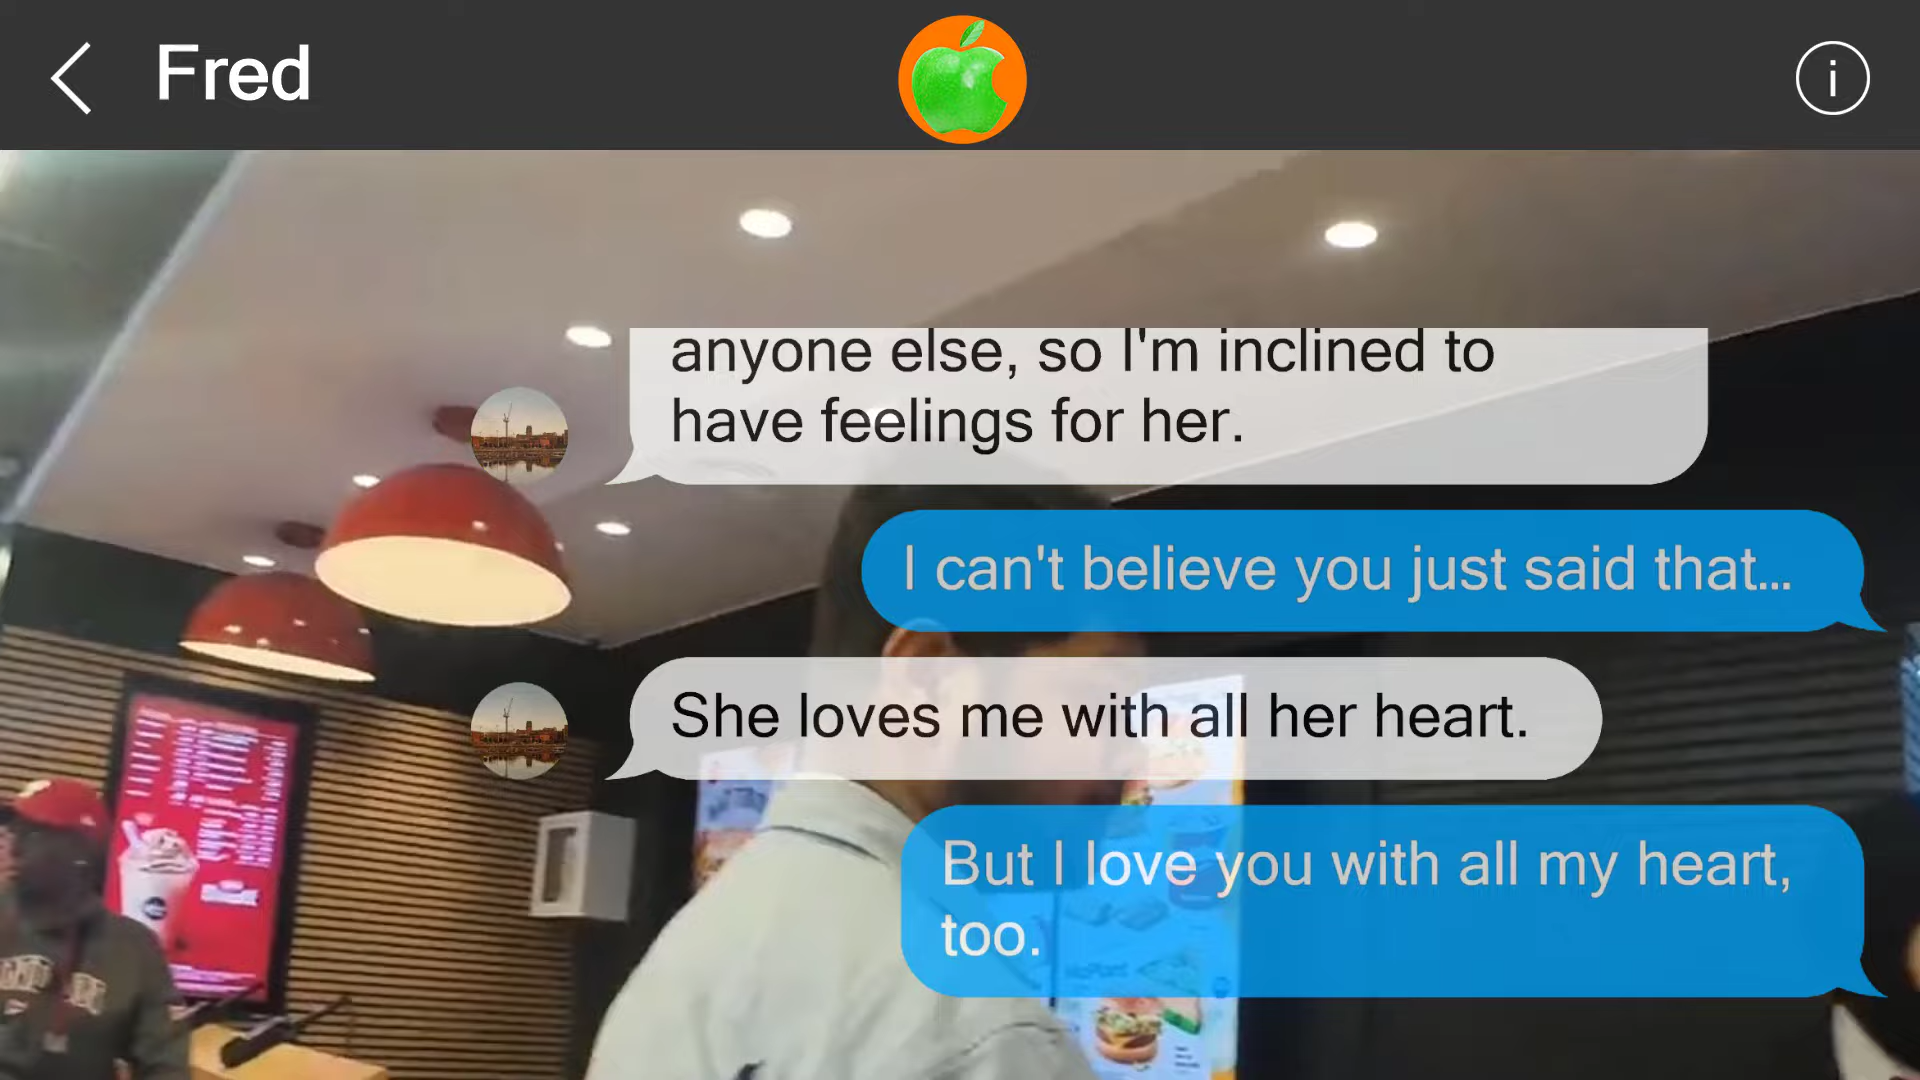 Fred
anyone else, so I'm inclined to
have feelings for her.
I can't believe you just said that...
She loves me with all her heart.
But I love you with all my heart,
too.